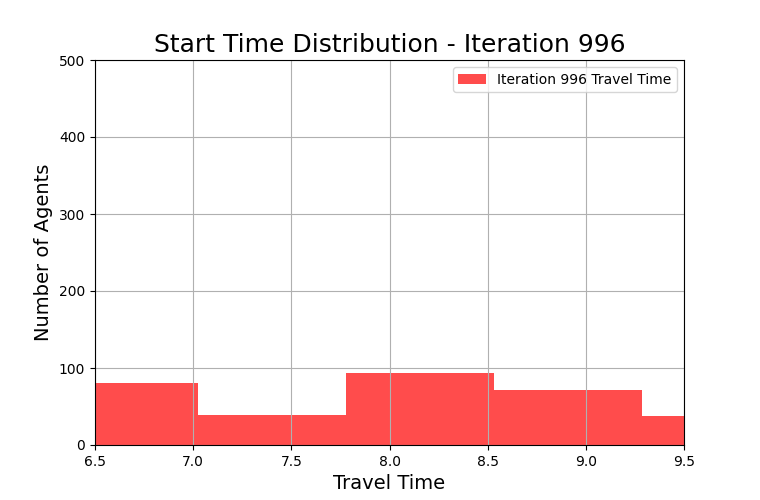 Start Time Distribution - Iteration 996
Iteration 996 Travel Time
Number of Agents
500
400
300
200
100
0
6.5 7.0 7.5 8.0 8.5 9.0 9.5
Travel Time